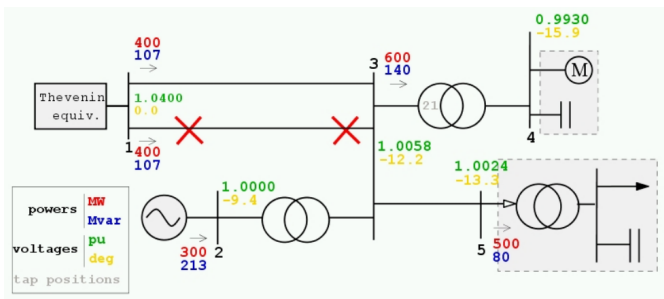 400
107
Thevenin
equiv.
1.0400
0.0
1
400
107
3
600
140
21
0.9930
-15.9
M
4
1.0058
-12.2
1.0000
-9.4
300
213
2
1.0024
-13.3
5
500
80
powers
MW
Mvar
voltages
pu
deg
tap positions